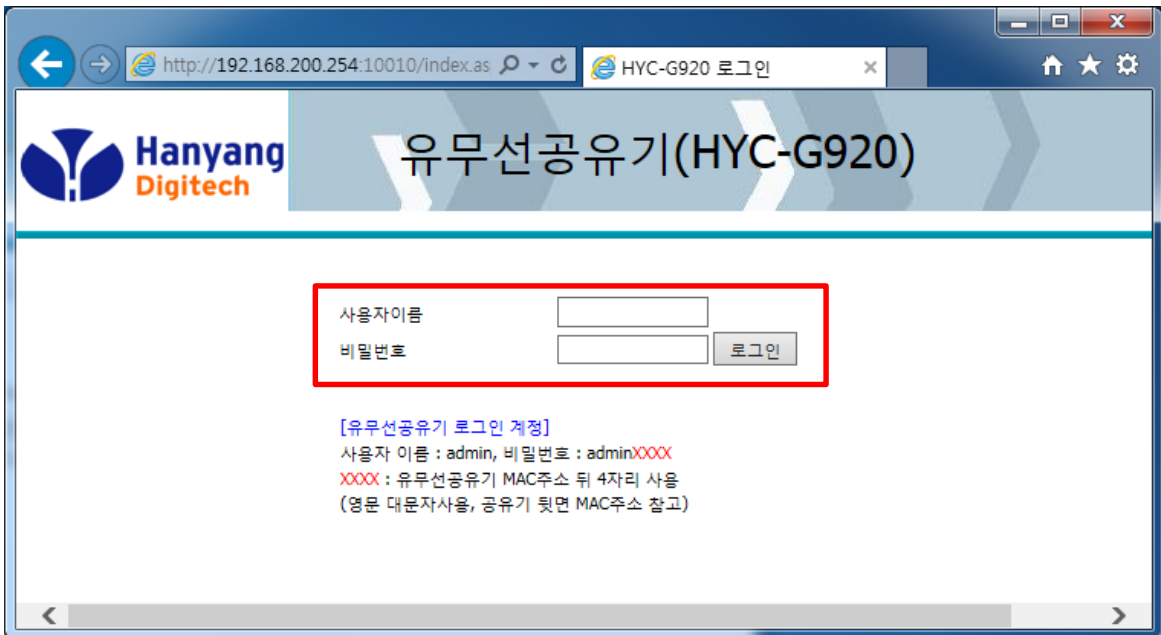 http://192.168.200.254:10010/index.as
HYC-G920 로그인
Hanyang
Digitech
유무선공유기(HYC-G920)
사용자이름
비밀번호
로그인
[유무선공유기 로그인 계정]
사용자 이름 : admin, 비밀번호 : adminXXXX
XXXX : 유무선공유기 MAC주소 뒤 4자리 사용
(영문 대문자사용, 공유기 뒷면 MAC주소 참고)